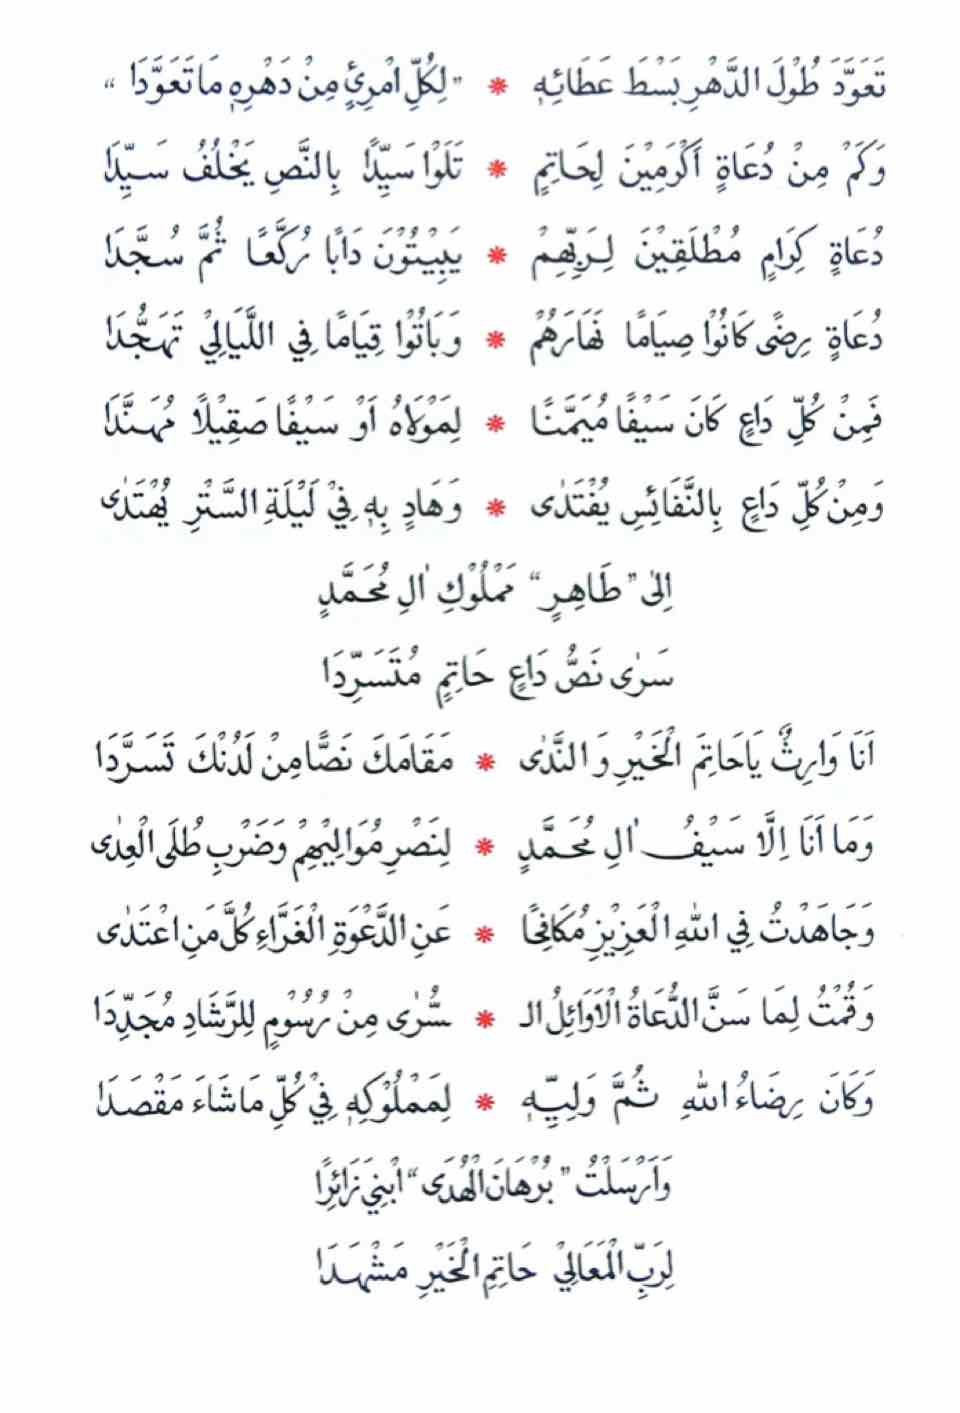 تَعَوَّدَ طُوْلَ الدَّهْرِ بَسْطَ عَطَائِهٖ * "لِكُلِّ امْرِئٍ مِنْ دَهْرِهٖ مَا تَعَوَّدَا"
وَكَمْ مِنْ دُعَاةٍ أَكْرَمِيْنَ لِحَاتِمٍ * تَلَوْا سَيِّدًا بِالنَّصِ يَخْلُفُ سَيِّدَا
دُعَاةٍ كِرَامٍ مُطْلَقِيْنَ لِرَبِّهِمْ * يَبِيْتُوْنَ دَابًا رُكَّعًا ثُمَّ سُجَّدَا
دُعَاةٍ رِضًى كَانُوْا صِيَامًا نَهَارَهُمْ * وَبَاتُوْا قِيَامًا فِي اللَّيَالِيْ تَهَجُّدَا
فَمِنْ كُلِّ دَاعٍ كَانَ سَيْفًا مُيَمَّنًا * لِمَوْلَاهُ اَوْ سَيْفًا صَقِيْلًا مُهَنَّدَا
وَمِنْ كُلِّ دَاعٍ بِالنَّفَائِسِ يُفْتَدٰى * وَهَادٍ بِهٖ فِيْ لَيْلَةِ السَّتْرِ يُهْتَدٰى
اِلٰى "طَاهِرٍ" مَمْلُوْكِ اٰلِ مُحَمَّدٍ
سَرٰى نَصُّ دَاعٍ حَاتِمٍ مُتَسَرِّدَا
اَنَا وَارِثٌ يَاحَاتِمَ الْخَيْرِ وَ النَّدٰى * مَقَامَكَ نَصًّا مِنْ لَدُنْكَ تَسَرَّدَا
وَمَا اَنَا اِلَّا سَيْفُ اٰلِ مُحَمَّدٍ * لِنَصْرِ مُوَالِيْهِمْ وَضَرْبِ طُلَى الْعِدٰى
وَجَاهَدْتُ فِي اللهِ الْعَزِيْزِ مُكَافِحًا * عَنِ الدَّعْوَةِ الْغَرَّاءِ كُلَّ مَنِ اعْتَدٰى
وَقُمْتُ لِمَا سَنَّ الدُّعَاةُ الْاَوَائِلُ الـ * ـسُّرٰى مِنْ رُسُوْمٍ لِلرَّشَادِ مُجَدِّدَا
وَكَانَ رِضَاءُ اللهِ ثُمَّ وَلِيِّهٖ * لِمَمْلُوْكِهٖ فِيْ كُلِّ مَا شَاءَ مَقْصَدَا
وَاَرْسَلْتُ "بُرْهَانَ الْهُدَى" ابْنِيْ زَائِرًا
لِرَبِّ الْمَعَالِيْ حَاتِمِ الْخَيْرِ مَشْهَدَا